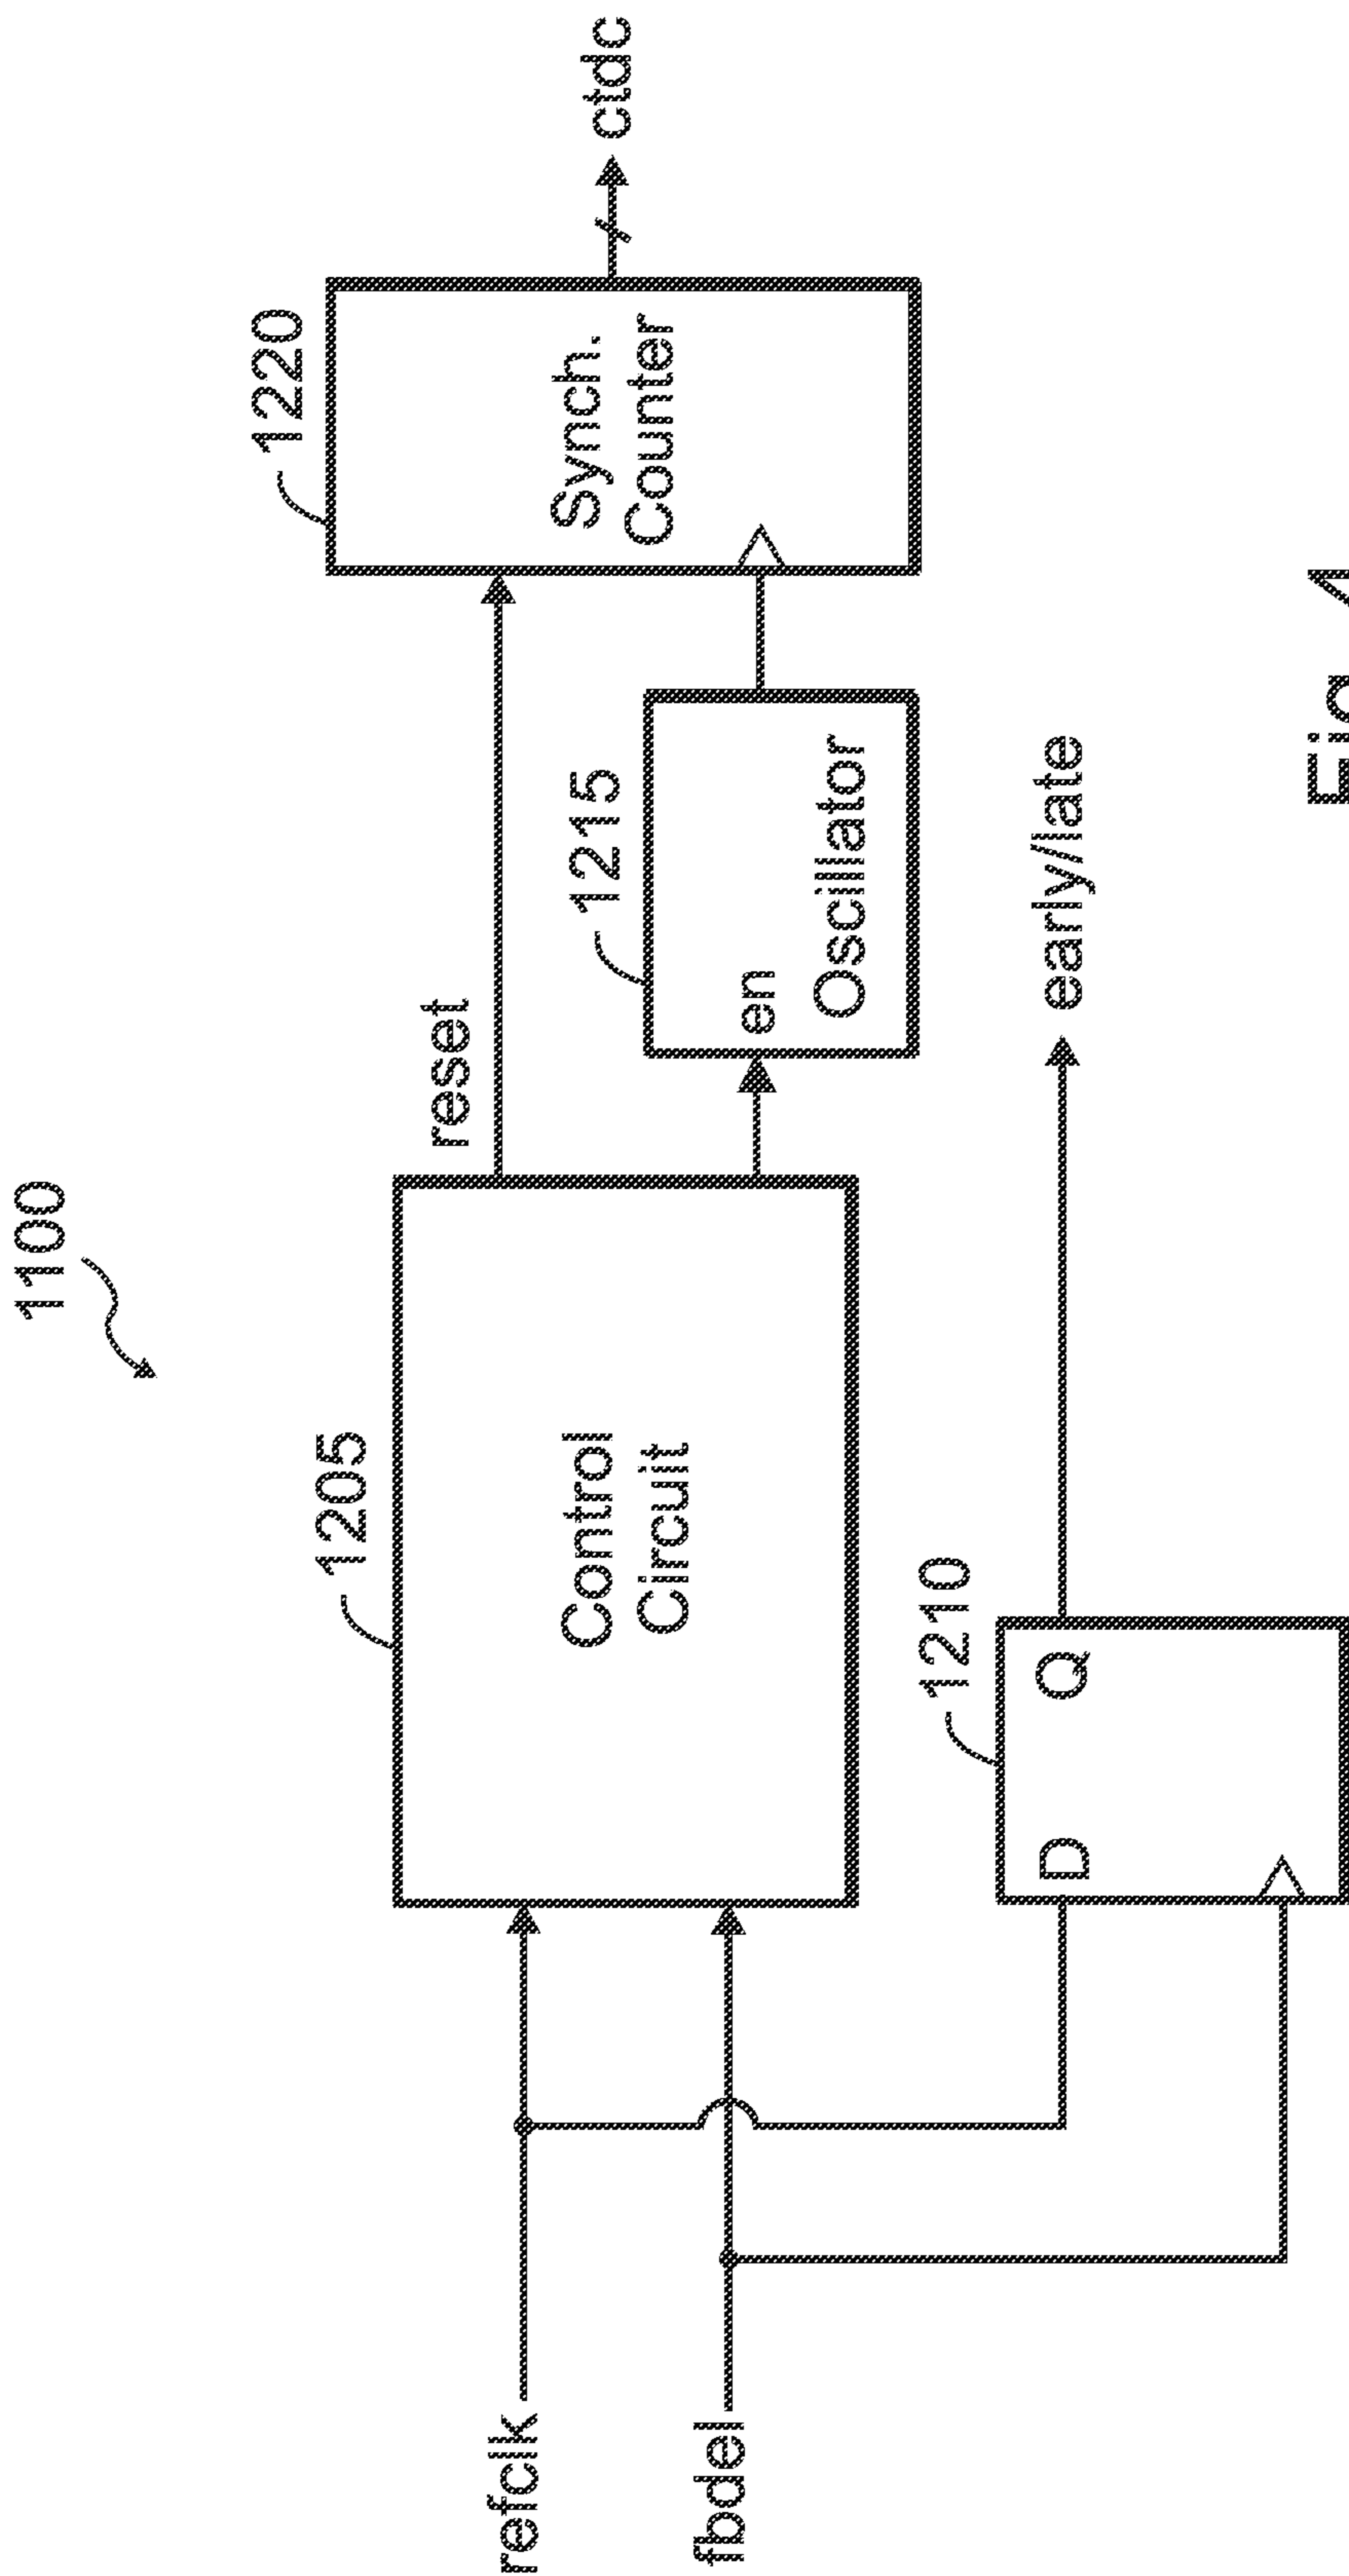 1100
1205
1220
reset
refclk
Control
Circuit
Synch.
Counter
ctdc
1215
fbdel
en
Oscillator
1210
D
Q
early/late